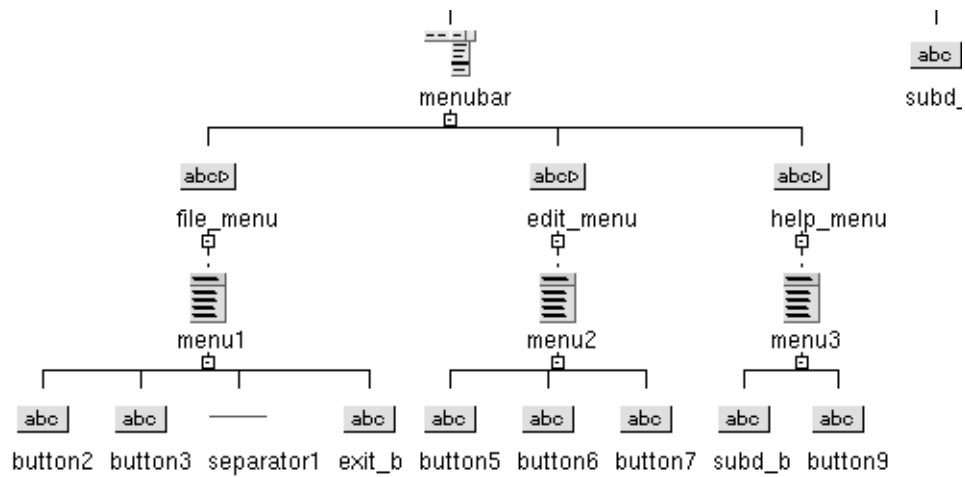 abc
menubar
subd_
abc abc abc
file_menu edit_menu help_menu
menu1 menu2 menu3
abc abc abc abc abc abc abc abc
button2 button3 separator1 exit_b button5 button6 button7 subd_b button9